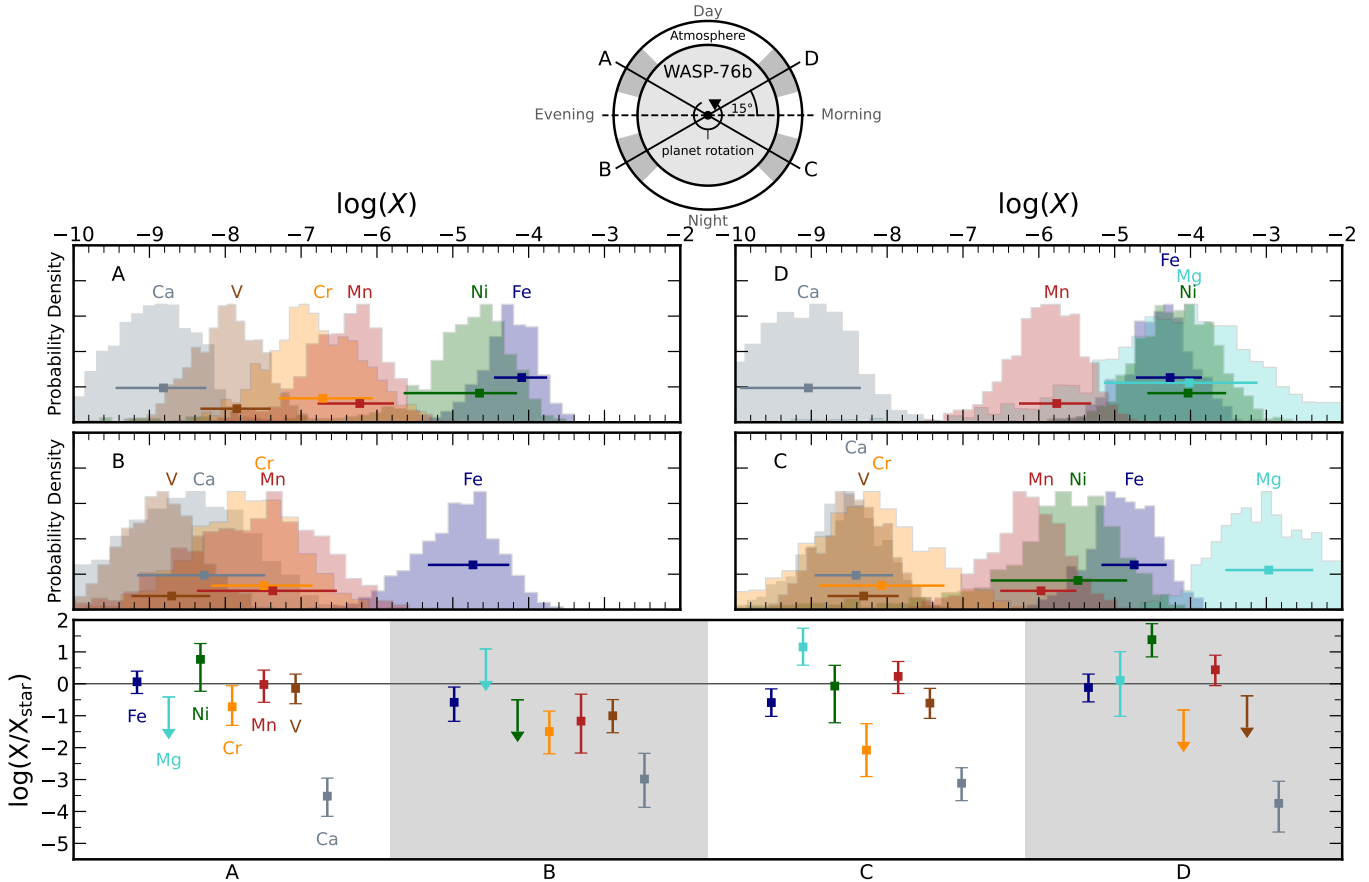 Day
Atmosphere
A
D
WASP-76b
15°
Evening
Morning
planet rotation
B
C
Night
log(X)
log(X)
−10 −9 −8 −7 −6 −5 −4 −3 −2
−10 −9 −8 −7 −6 −5 −4 −3 −2
Probability Density
A
Ca V Cr Mn Ni Fe
D
Fe
Mg
Ca Mn Ni
Probability Density
B
Cr
V Ca Mn Fe
C
Ca
Cr
V Mn Ni Fe Mg
log(X/X_star)
2
1
0
−1
−2
−3
−4
−5
Fe
Mg
Ni
Cr
Mn
V
Ca
A B C D